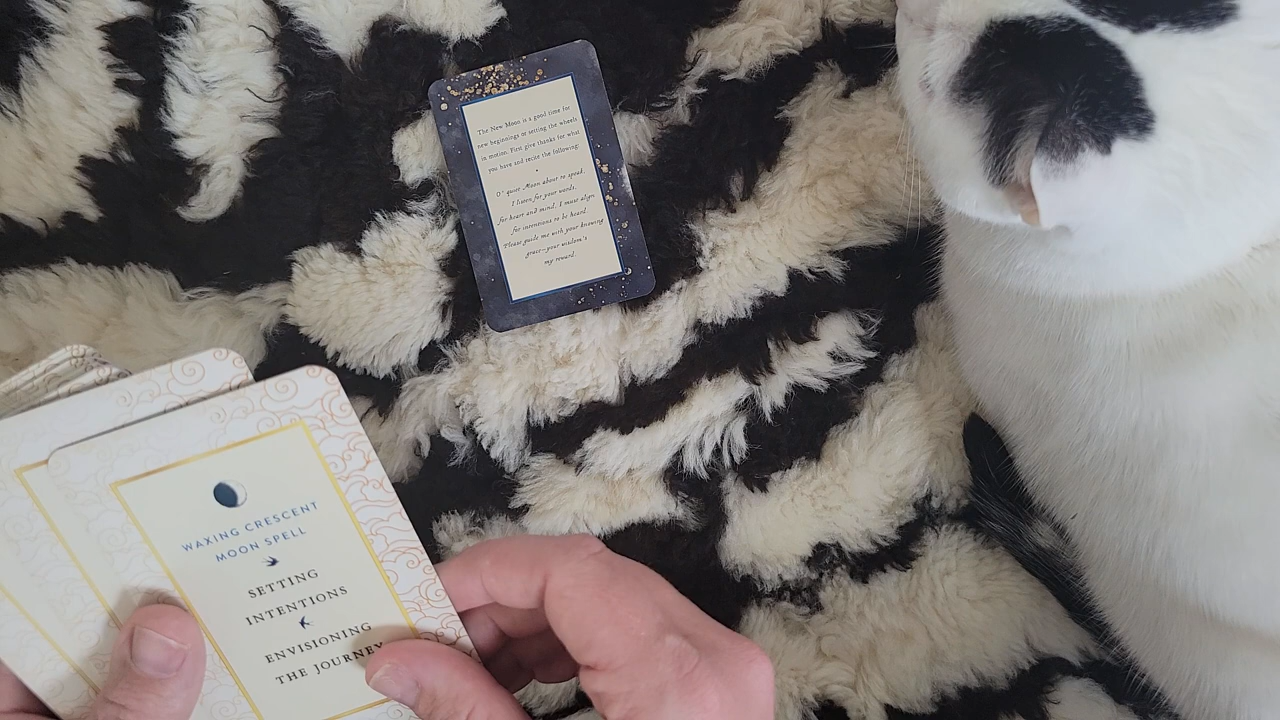 The New Moon is a good time for
new beginnings or setting the wheels
in motion. First give thanks for what
you have and recite the following:
O' quiet Moon about to speak,
I listen for your words,
for heart and mind, I must align
for intentions to be heard.
Please guide me with your knowing
grace—your wisdom's
my reward.
WAXING CRESCENT
MOON SPELL
SETTING
INTENTIONS
ENVISIONING
THE JOURNEY